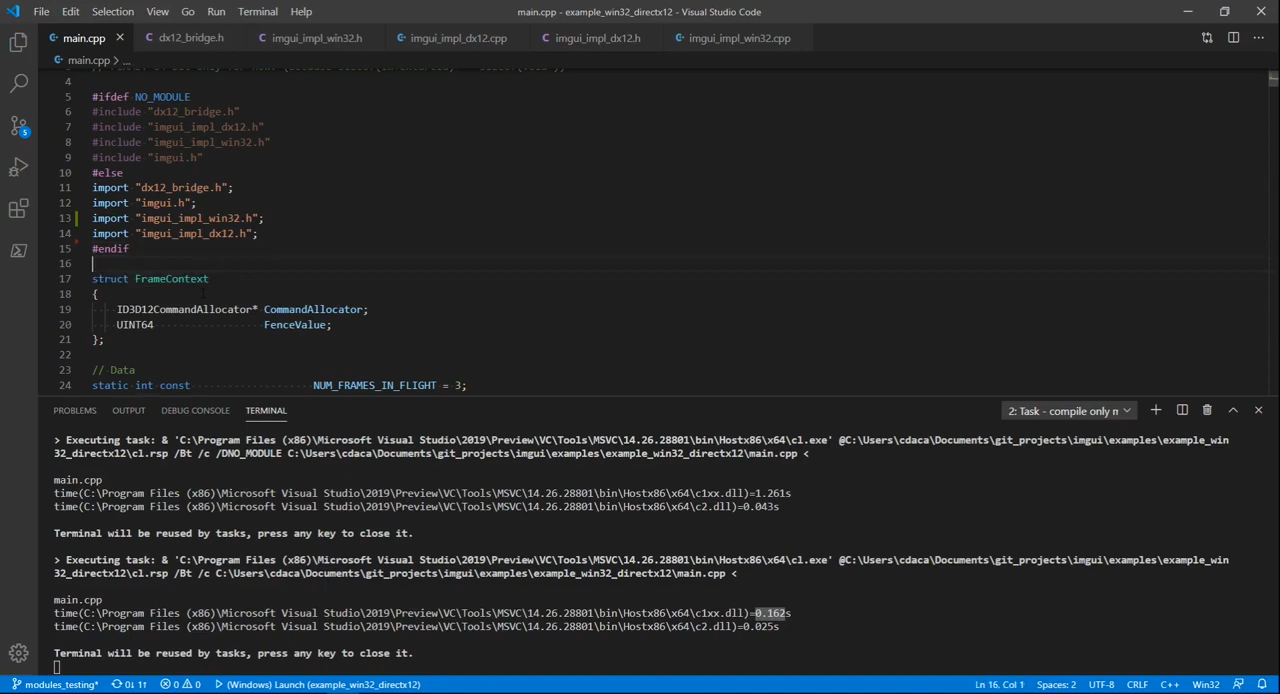 File Edit Selection View Go Run Terminal Help main.cpp - example_win32_directx12 - Visual Studio Code
main.cpp dx12_bridge.h imgui_impl_win32.h imgui_impl_dx12.cpp imgui_impl_dx12.h imgui_impl_win32.cpp
main.cpp > ...
4
5 #ifdef NO_MODULE
6 #include "dx12_bridge.h"
7 #include "imgui_impl_dx12.h"
8 #include "imgui_impl_win32.h"
9 #include "imgui.h"
10 #else
11 import "dx12_bridge.h";
12 import "imgui.h";
13 import "imgui_impl_win32.h";
14 import "imgui_impl_dx12.h";
15 #endif
16
17 struct FrameContext
18 {
19 ID3D12CommandAllocator* CommandAllocator;
20 UINT64 FenceValue;
21 };
22
23 // Data
24 static int const NUM_FRAMES_IN_FLIGHT = 3;
5
PROBLEMS OUTPUT DEBUG CONSOLE TERMINAL 2: Task - compile only m
> Executing task: & 'C:\Program Files (x86)\Microsoft Visual Studio\2019\Preview\VC\Tools\MSVC\14.26.28801\bin\Hostx86\x64\cl.exe' @C:\Users\cdaca\Documents\git_projects\imgui\examples\example_win
32_directx12\cl.rsp /Bt /c /DNO_MODULE C:\Users\cdaca\Documents\git_projects\imgui\examples\example_win32_directx12\main.cpp <
main.cpp
time(C:\Program Files (x86)\Microsoft Visual Studio\2019\Preview\VC\Tools\MSVC\14.26.28801\bin\Hostx86\x64\c1xx.dll)=1.261s
time(C:\Program Files (x86)\Microsoft Visual Studio\2019\Preview\VC\Tools\MSVC\14.26.28801\bin\Hostx86\x64\c2.dll)=0.043s
Terminal will be reused by tasks, press any key to close it.
> Executing task: & 'C:\Program Files (x86)\Microsoft Visual Studio\2019\Preview\VC\Tools\MSVC\14.26.28801\bin\Hostx86\x64\cl.exe' @C:\Users\cdaca\Documents\git_projects\imgui\examples\example_win
32_directx12\cl.rsp /Bt /c C:\Users\cdaca\Documents\git_projects\imgui\examples\example_win32_directx12\main.cpp <
main.cpp
time(C:\Program Files (x86)\Microsoft Visual Studio\2019\Preview\VC\Tools\MSVC\14.26.28801\bin\Hostx86\x64\c1xx.dll)=0.162s
time(C:\Program Files (x86)\Microsoft Visual Studio\2019\Preview\VC\Tools\MSVC\14.26.28801\bin\Hostx86\x64\c2.dll)=0.025s
Terminal will be reused by tasks, press any key to close it.
modules_testing* 0↓ 1↑ 0 0 (Windows) Launch (example_win32_directx12) Ln 16, Col 1 Spaces: 2 UTF-8 CRLF C++ Win32